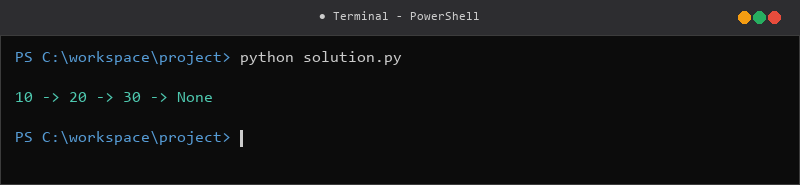 ● Terminal - PowerShell
PS C:\workspace\project> python solution.py
10 -> 20 -> 30 -> None
PS C:\workspace\project>